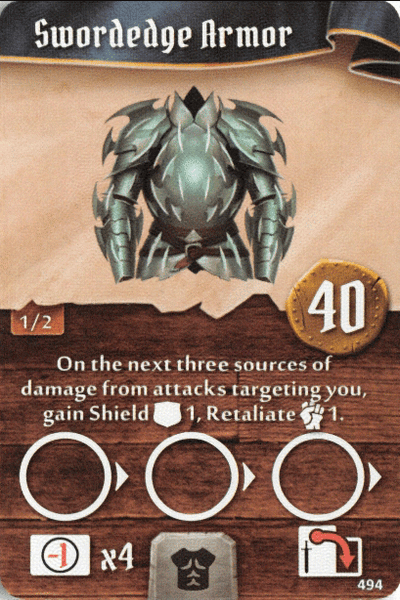 Swordedge Armor
40
1/2
On the next three sources of
damage from attacks targeting you,
gain Shield 1, Retaliate 1.
-1 x4
494